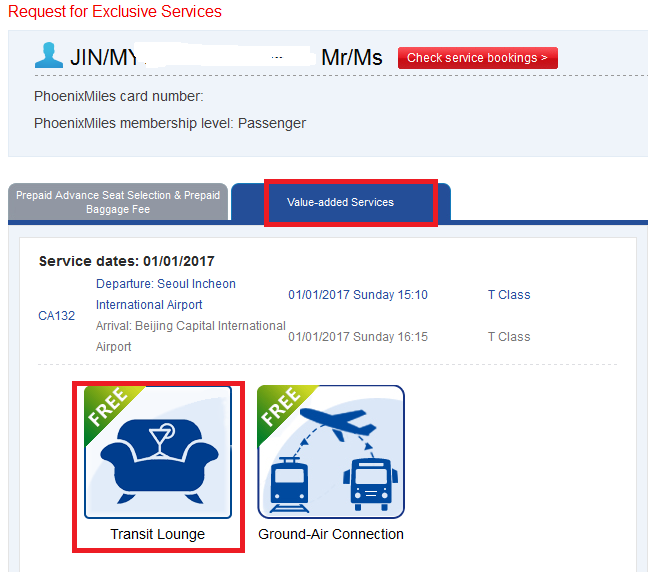 Request for Exclusive Services
JIN/MY Mr/Ms
Check service bookings >
PhoenixMiles card number:
PhoenixMiles membership level: Passenger
Prepaid Advance Seat Selection & Prepaid
Baggage Fee
Value-added Services
Service dates: 01/01/2017
CA132
Departure: Seoul Incheon
International Airport
01/01/2017 Sunday 15:10
T Class
Arrival: Beijing Capital International
Airport
01/01/2017 Sunday 16:15
T Class
FREE
FREE
Transit Lounge
Ground-Air Connection